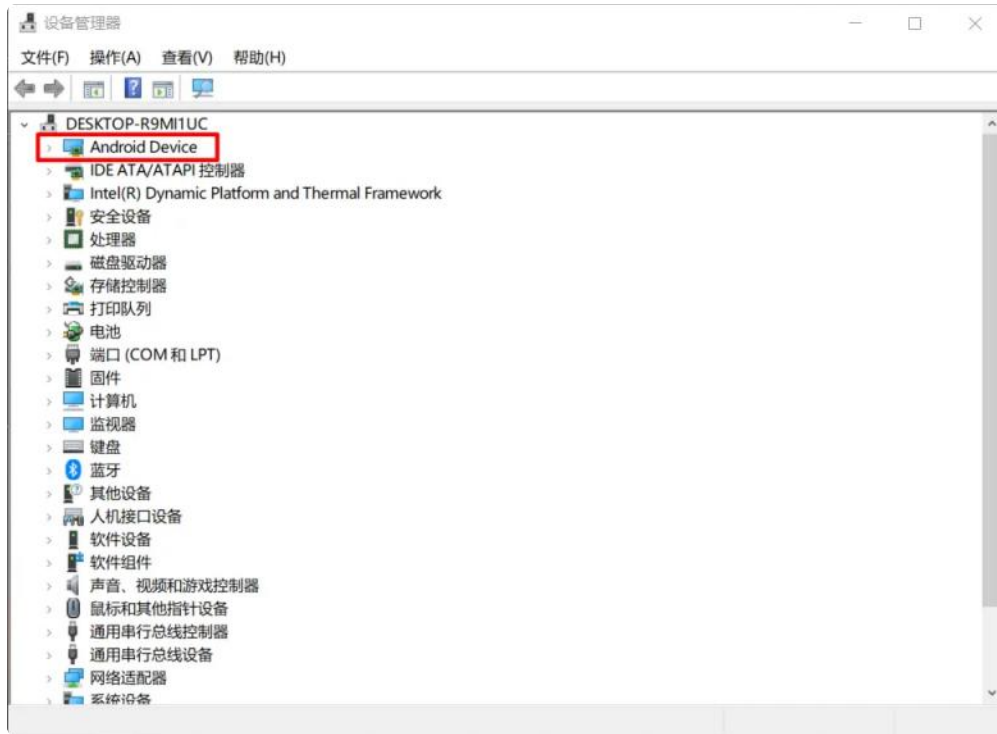 设备管理器
文件(F) 操作(A) 查看(V) 帮助(H)
DESKTOP-R9MI1UC
Android Device
IDE ATA/ATAPI 控制器
Intel(R) Dynamic Platform and Thermal Framework
安全设备
处理器
磁盘驱动器
存储控制器
打印队列
电池
端口 (COM 和 LPT)
固件
计算机
监视器
键盘
蓝牙
其他设备
人机接口设备
软件设备
软件组件
声音、视频和游戏控制器
鼠标和其他指针设备
通用串行总线控制器
通用串行总线设备
网络适配器
系统设备